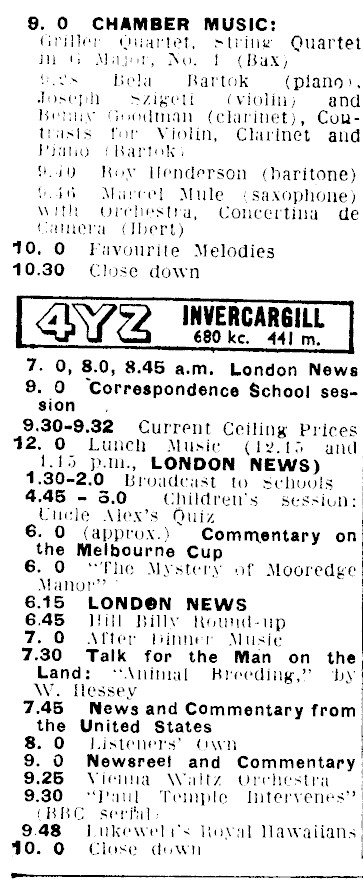 9. 0 CHAMBER MUSIC:
Griller Quartet, String Quartet
in G Major, No. 1 (Bax)
9.28 Bela Bartok (piano),
Joseph Szigeti (violin) and
Benny Goodman (clarinet), Con-
trasts for Violin, Clarinet and
Piano (Bartok)
9.40 Roy Henderson (baritone)
9.46 Marcel Mule (saxophone)
with Orchestra, Concertina de
Camera (Ibert)
10. 0 Favourite Melodies
10.30 Close down
4YZ INVERCARGILL
680 kc. 441 m.
7. 0, 8.0, 8.45 a.m. London News
9. 0 Correspondence School ses-
sion
9.30-9.32 Current Ceiling Prices
12. 0 Lunch Music (12.15 and
1.15 p.m., LONDON NEWS)
1.30-2.0 Broadcast to Schools
4.45 - 5.0 Children's session:
Uncle Alex's Quiz
6. 0 (approx.) Commentary on
the Melbourne Cup
6. 0 "The Mystery of Mooredge
Manor"
6.15 LONDON NEWS
6.45 Hill Billy Round-up
7. 0 After Dinner Music
7.30 Talk for the Man on the
Land: "Animal Breeding," by
W. Hessey
7.45 News and Commentary from
the United States
8. 0 Listeners' Own
9. 0 Newsreel and Commentary
9.25 Vienna Waltz Orchestra
9.30 "Paul Temple Intervenes"
(BBC serial)
9.48 Lukewela's Royal Hawaiians
10. 0 Close down